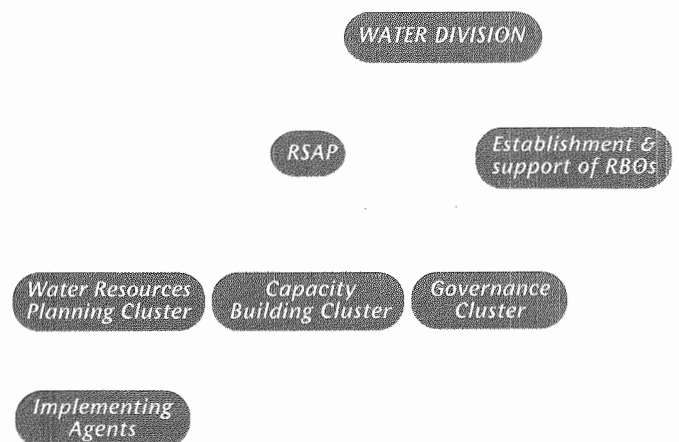 WATER DIVISION
RSAP
Establishment &
support of RBOs
Water Resources
Planning Cluster
Capacity
Building Cluster
Governance
Cluster
Implementing
Agents